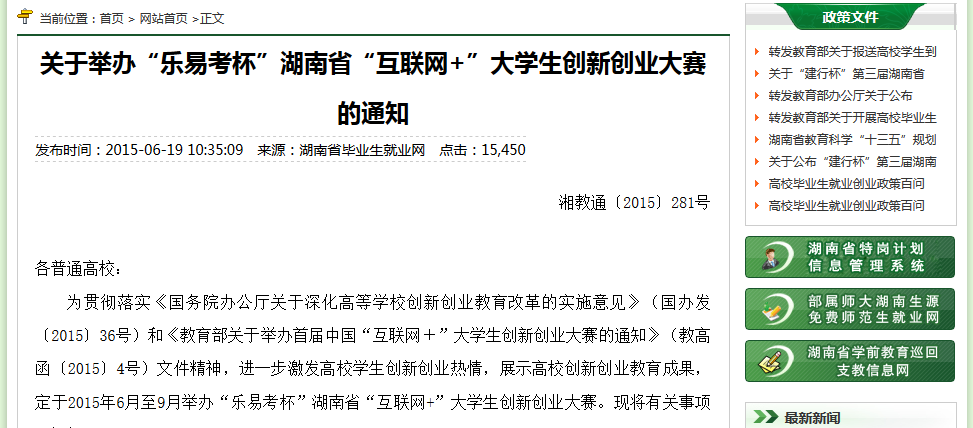 当前位置：首页 > 网站首页 >正文
关于举办“乐易考杯”湖南省“互联网+”大学生创新创业大赛
的通知
发布时间：2015-06-19 10:35:09 来源：湖南省毕业生就业网 点击：15,450
湘教通〔2015〕281号
各普通高校：
为贯彻落实《国务院办公厅关于深化高等学校创新创业教育改革的实施意见》（国办发
〔2015〕36号）和《教育部关于举办首届中国“互联网＋”大学生创新创业大赛的通知》（教高
函〔2015〕4号）文件精神，进一步激发高校学生创新创业热情，展示高校创新创业教育成果，
定于2015年6月至9月举办“乐易考杯”湖南省“互联网+”大学生创新创业大赛。现将有关事项
政策文件
转发教育部关于报送高校学生到
关于“建行杯”第三届湖南省
转发教育部办公厅关于公布
转发教育部关于开展高校毕业生
湖南省教育科学“十三五”规划
关于公布“建行杯”第三届湖南
高校毕业生就业创业政策百问
高校毕业生就业创业政策百问
湖南省特岗计划
信息管理系统
部属师大湖南生源
免费师范生就业网
湖南省学前教育巡回
支教信息网
最新新闻